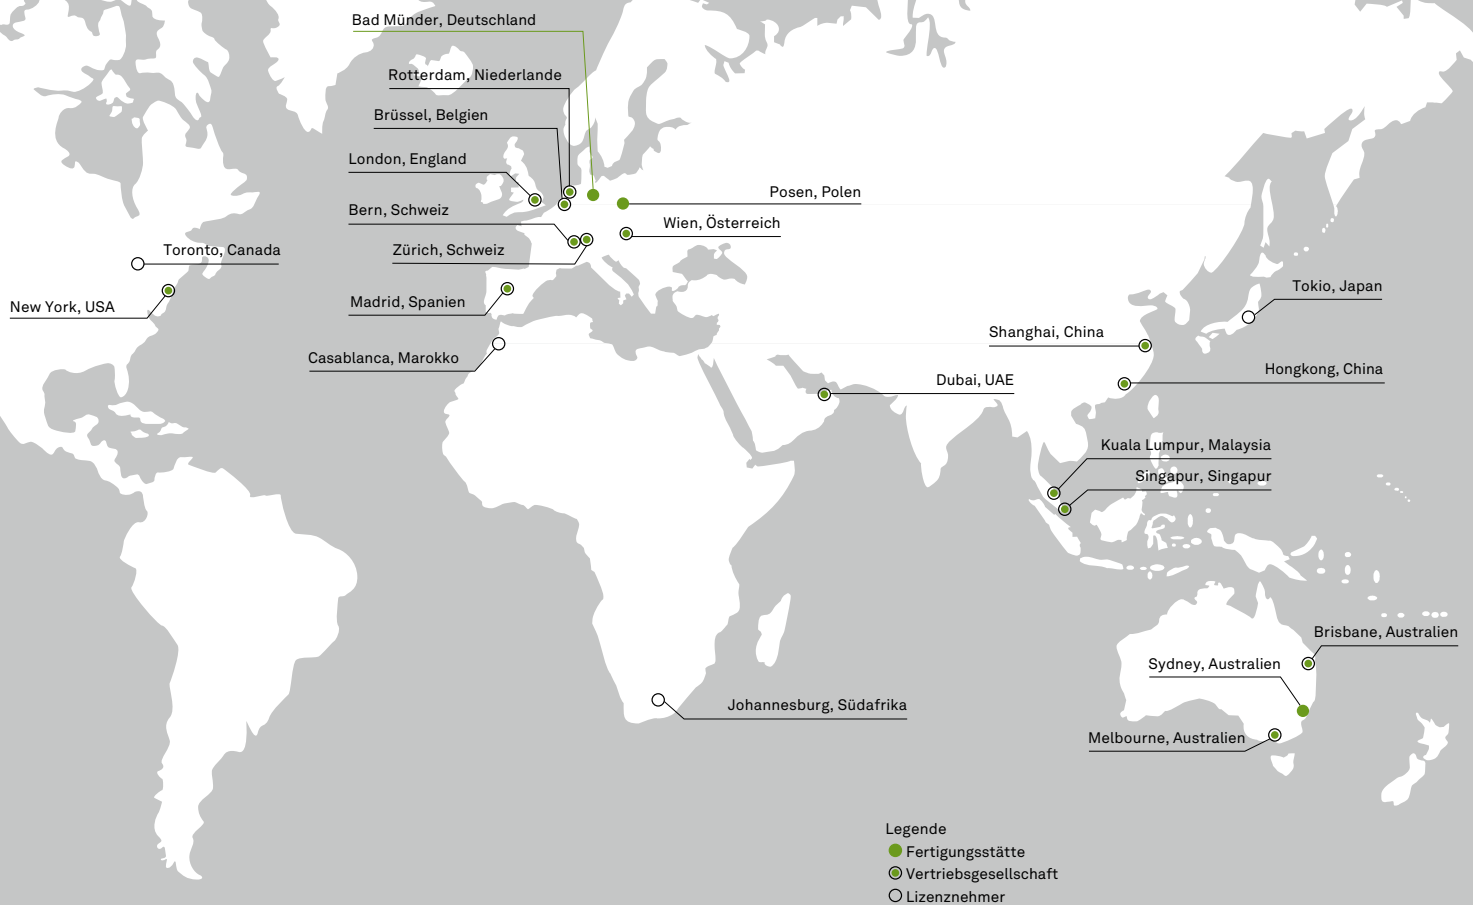 Bad Münder, Deutschland
Rotterdam, Niederlande
Brüssel, Belgien
London, England
Posen, Polen
Bern, Schweiz
Wien, Österreich
Zürich, Schweiz
Toronto, Canada
Tokio, Japan
Madrid, Spanien
New York, USA
Shanghai, China
Casablanca, Marokko
Hongkong, China
Dubai, UAE
Kuala Lumpur, Malaysia
Singapur, Singapur
Brisbane, Australien
Sydney, Australien
Johannesburg, Südafrika
Melbourne, Australien
Legende
Fertigungsstätte
Vertriebsgesellschaft
Lizenznehmer